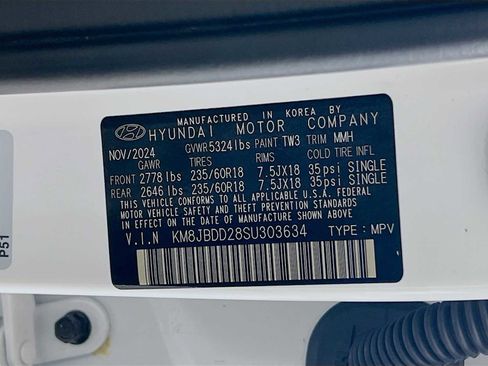 MANUFACTURED IN KOREA BY
HYUNDAI MOTOR COMPANY
NOV/2024 GVWR 5324 lbs PAINT TW3 TRIM MMH
GAWR TIRES RIMS COLD TIRE INFL
FRONT 2778 lbs 235/60R18 7.5JX18 35psi SINGLE
REAR 2646 lbs 235/60R18 7.5JX18 35psi SINGLE
THIS VEHICLE CONFORMS TO ALL APPLICABLE U.S.A. FEDERAL
MOTOR VEHICLE SAFETY, BUMPER, AND THEFT PREVENTION
STANDARDS IN EFFECT ON THE DATE OF MANUFACTURE SHOWN ABOVE.
V.I.N KM8JBDD28SU303634 TYPE: MPV
P51